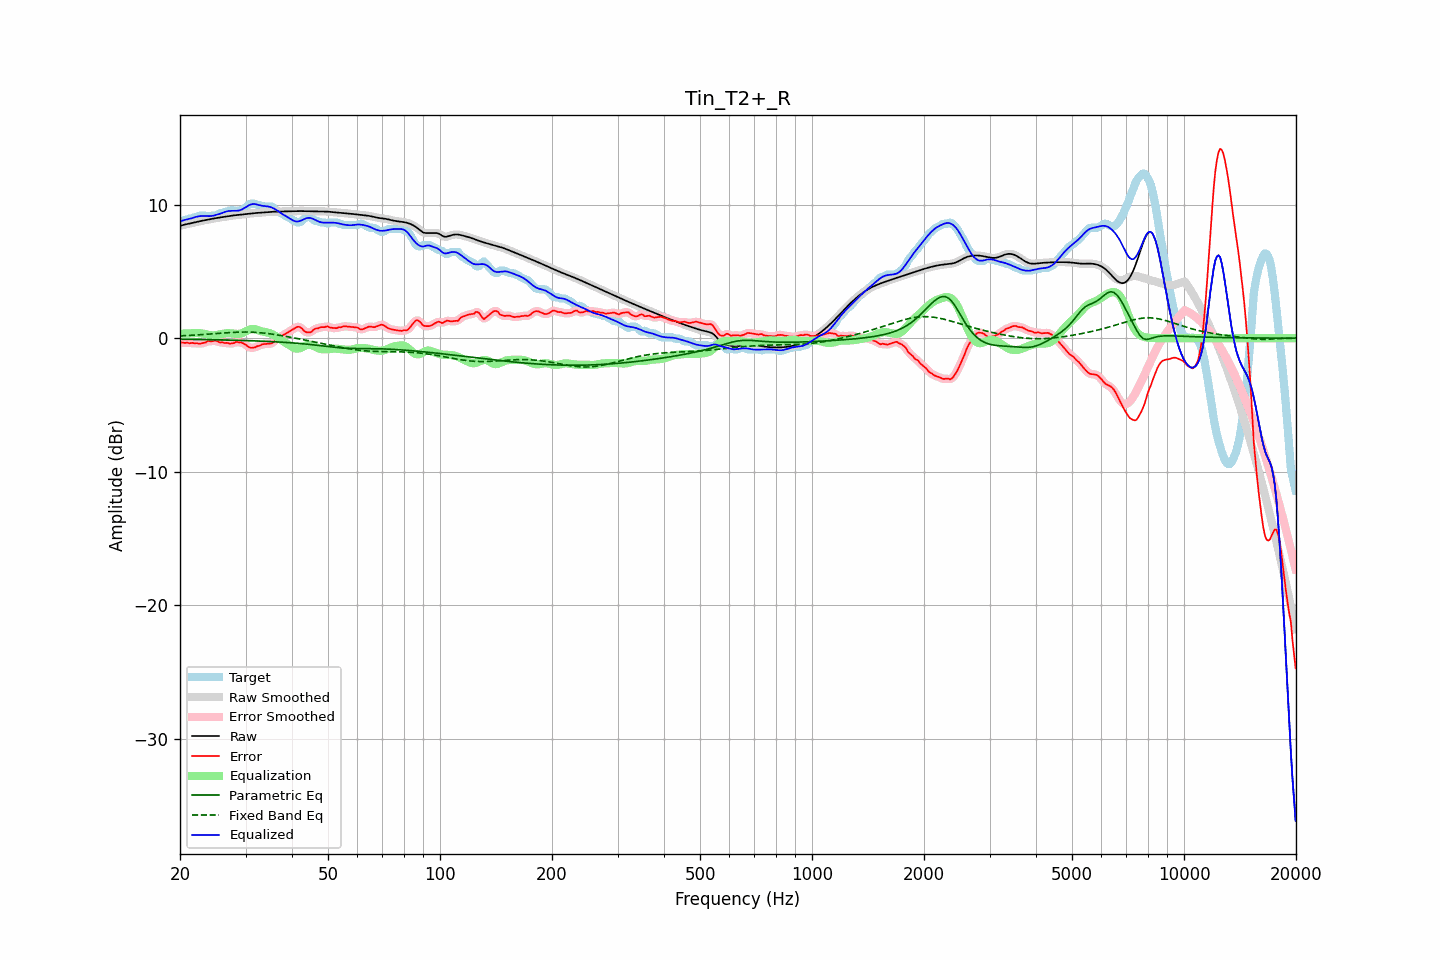 Tin_T2+_R
10
0
−10
−20
−30
Amplitude (dBr)
Target
Raw Smoothed
Error Smoothed
Raw
Error
Equalization
Parametric Eq
Fixed Band Eq
Equalized
20 50 100 200 500 1000 2000 5000 10000 20000
Frequency (Hz)